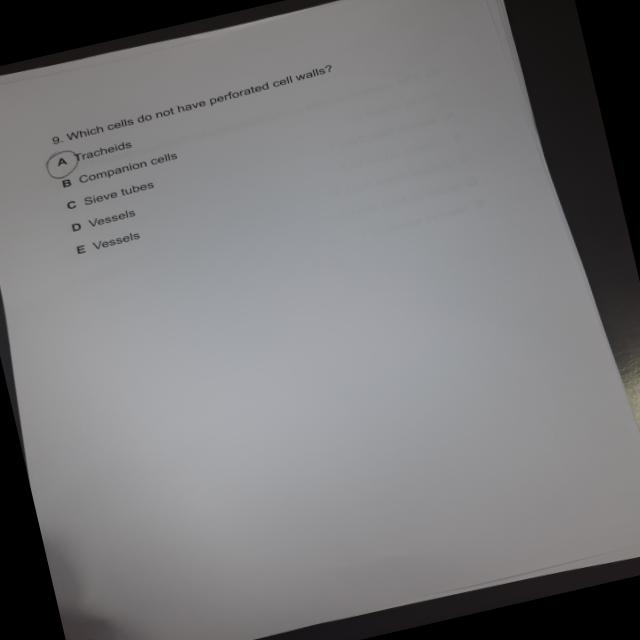 9. Which cells do not have perforated cell walls?
A Tracheids
B Companion cells
C Sieve tubes
D Vessels
E Vessels